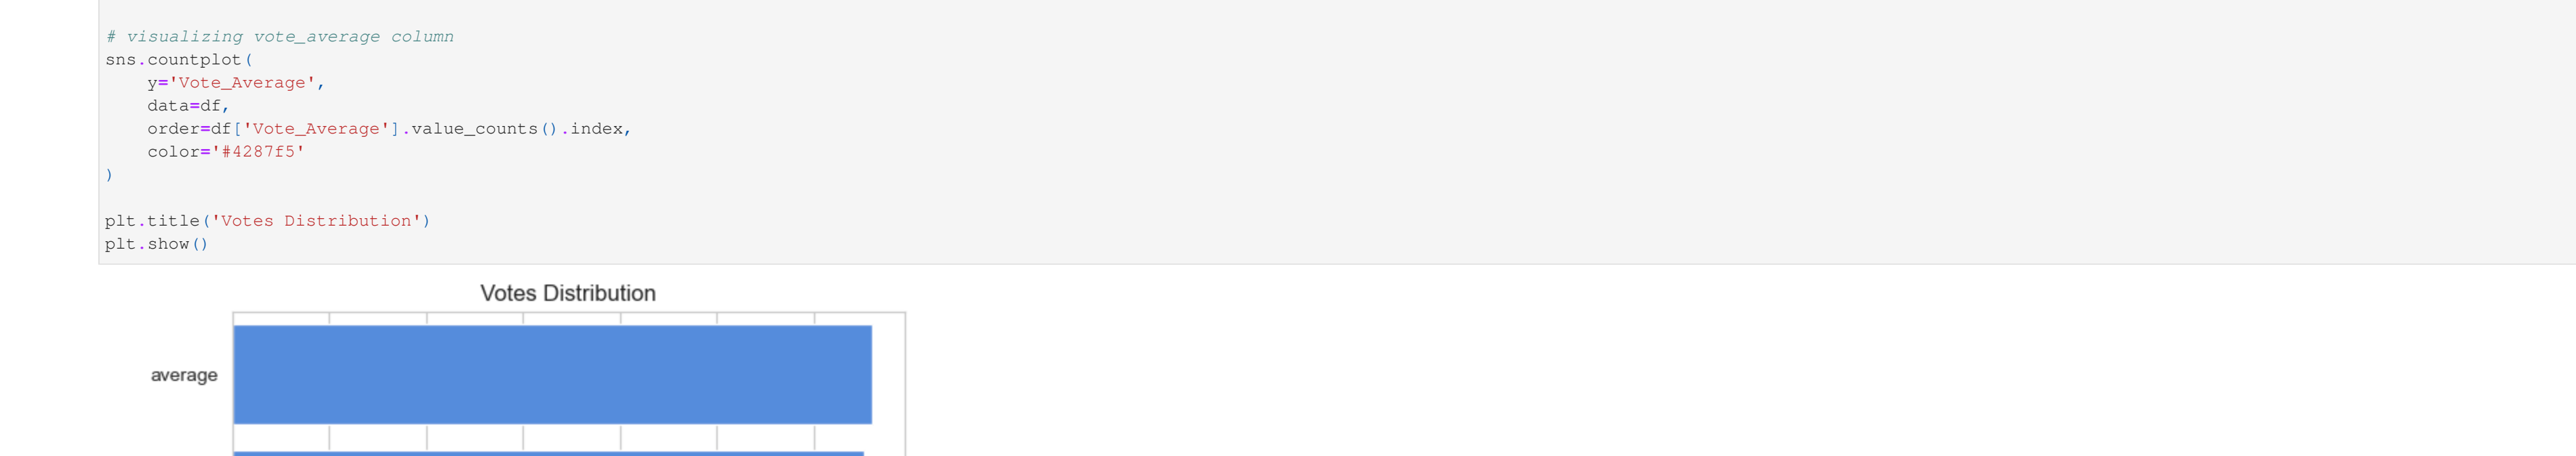 # visualizing vote_average column
sns.countplot(
    y='Vote_Average',
    data=df,
    order=df['Vote_Average'].value_counts().index,
    color='#4287f5'
)
plt.title('Votes Distribution')
plt.show()
Votes Distribution
average